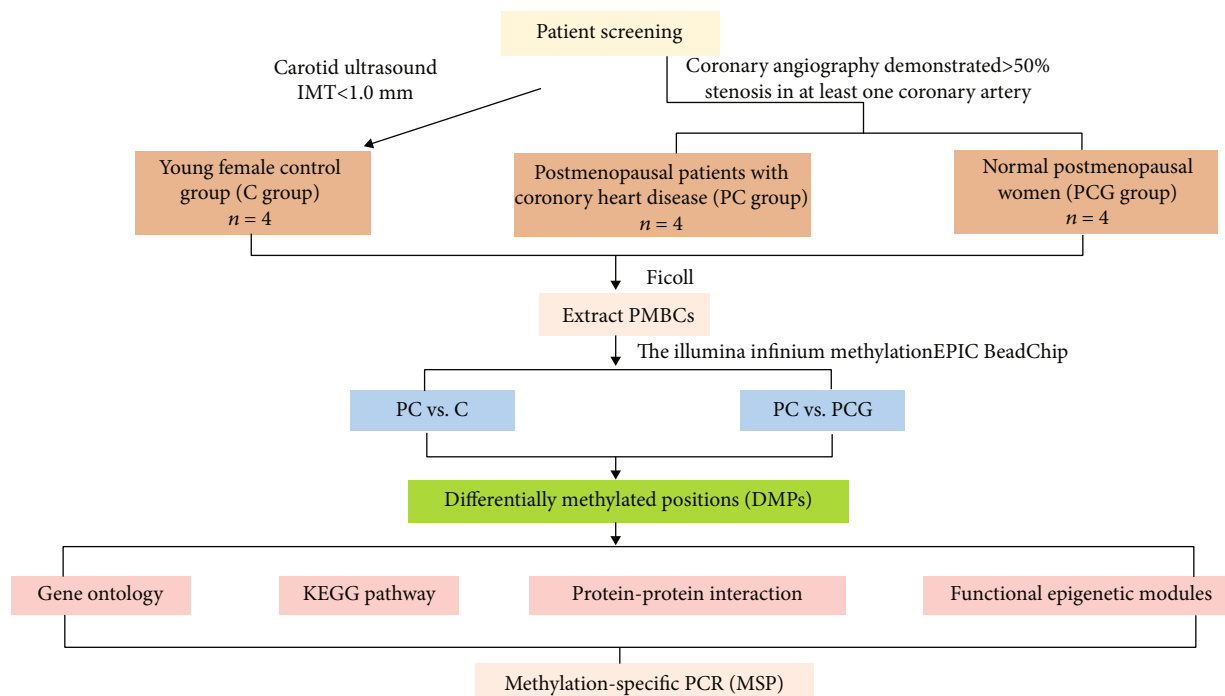 Patient screening
Carotid ultrasound
IMT<1.0 mm
Coronary angiography demonstrated>50%
stenosis in at least one coronary artery
Young female control
group (C group)
n = 4
Postmenopausal patients with
coronory heart disease (PC group)
n = 4
Normal postmenopausal
women (PCG group)
n = 4
Ficoll
Extract PMBCs
The illumina infinium methylationEPIC BeadChip
PC vs. C
PC vs. PCG
Differentially methylated positions (DMPs)
Gene ontology
KEGG pathway
Protein-protein interaction
Functional epigenetic modules
Methylation-specific PCR (MSP)